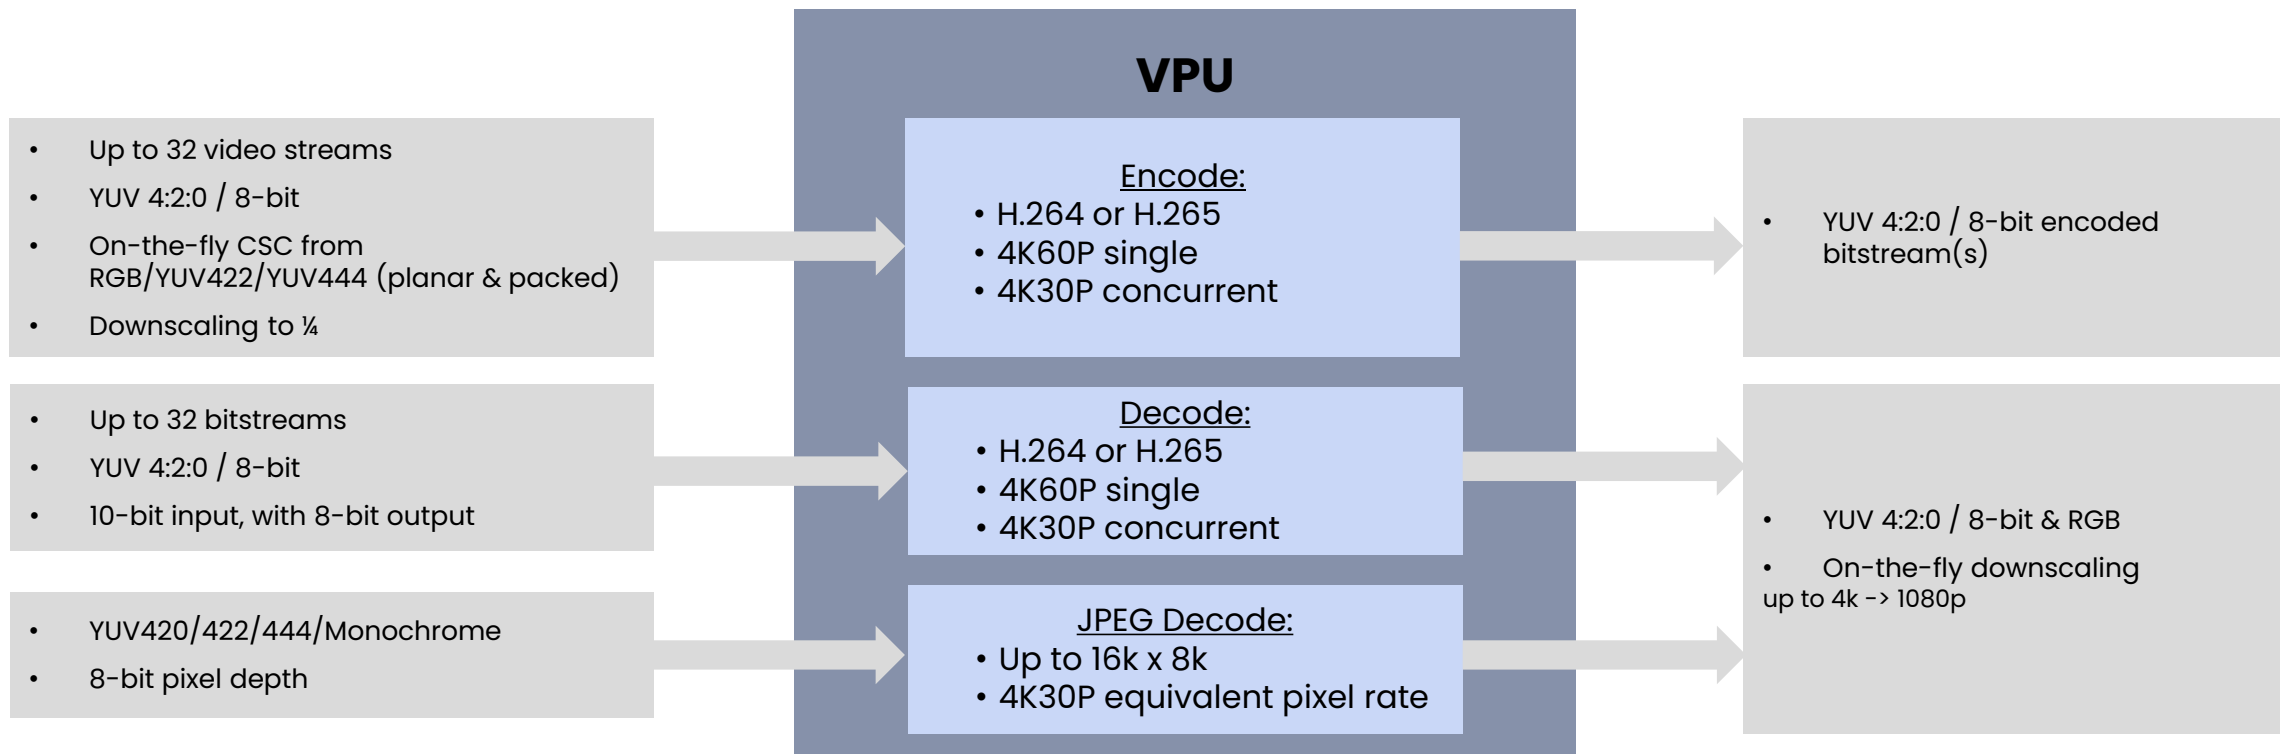 VPU
• Up to 32 video streams
• YUV 4:2:0 / 8-bit
• On-the-fly CSC from
RGB/YUV422/YUV444 (planar & packed)
• Downscaling to ¼
Encode:
• H.264 or H.265
• 4K60P single
• 4K30P concurrent
• YUV 4:2:0 / 8-bit encoded
bitstream(s)
• Up to 32 bitstreams
• YUV 4:2:0 / 8-bit
• 10-bit input, with 8-bit output
Decode:
• H.264 or H.265
• 4K60P single
• 4K30P concurrent
• YUV420/422/444/Monochrome
• 8-bit pixel depth
JPEG Decode:
• Up to 16k x 8k
• 4K30P equivalent pixel rate
• YUV 4:2:0 / 8-bit & RGB
• On-the-fly downscaling
up to 4k -> 1080p